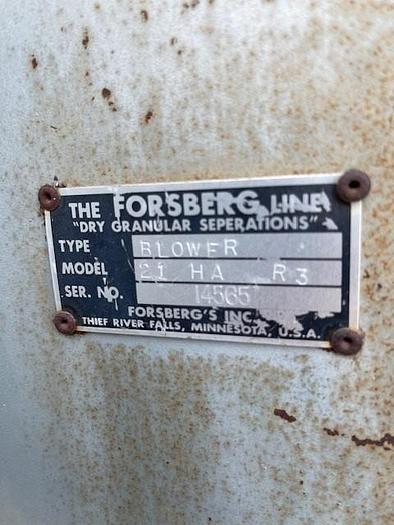 THE FORSBERG LINE
"DRY GRANULAR SEPERATIONS"
TYPE BLOWER
MODEL 21 HA R3
SER. NO. 14565
FORSBERG'S INC.
THIEF RIVER FALLS, MINNESOTA, U.S.A.